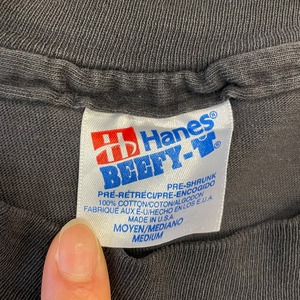 Hanes®
BEEFY-T®
PRE-SHRUNK
PRE-RÉTRÉCI/PRE-ENCOGIDO
100% COTTON/COTON/ALGODON
FABRIQUÉ AUX É-U/HECHO EN LOS E.U.A.
MADE IN U.S.A.
MOYEN/MEDIANO
MEDIUM